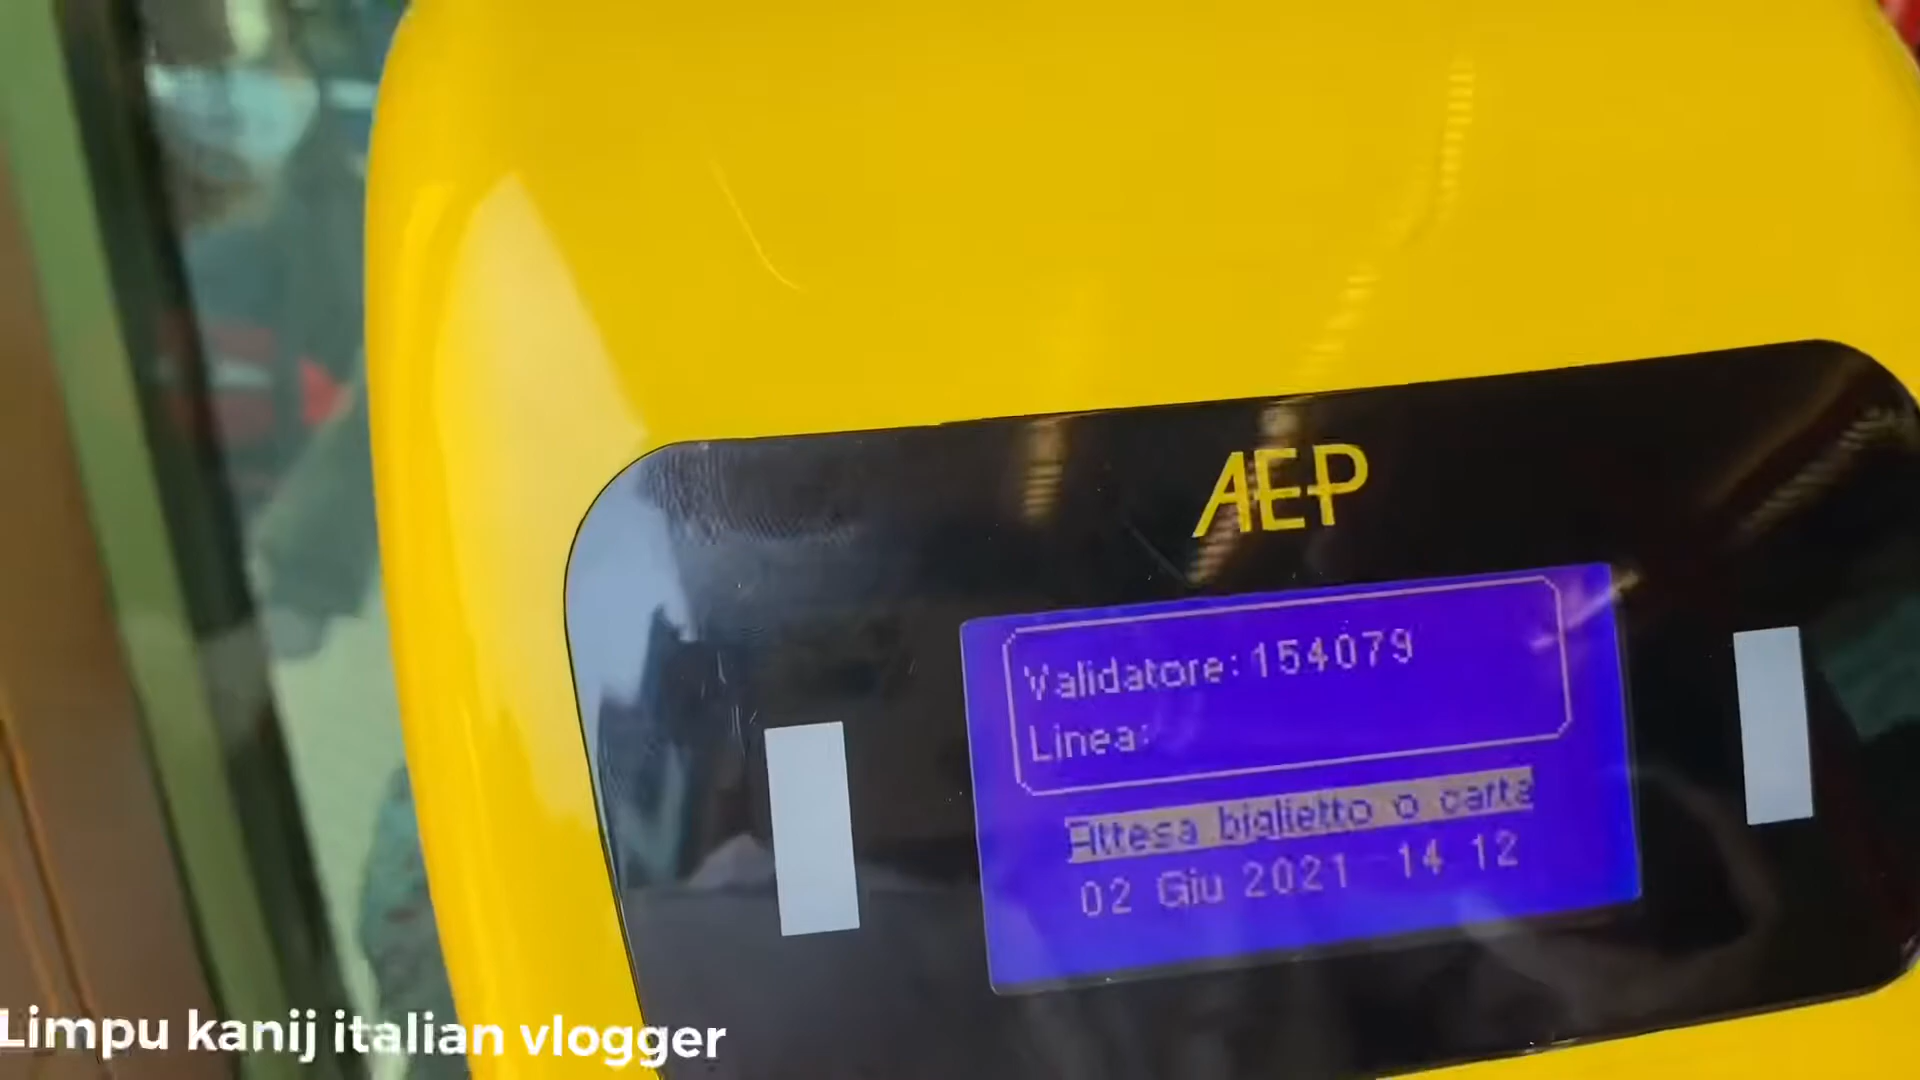 AEP
Validatore:154079
Linea:
Attesa biglietto o carta
02 Giu 2021 14 12
Limpu kanij italian vlogger